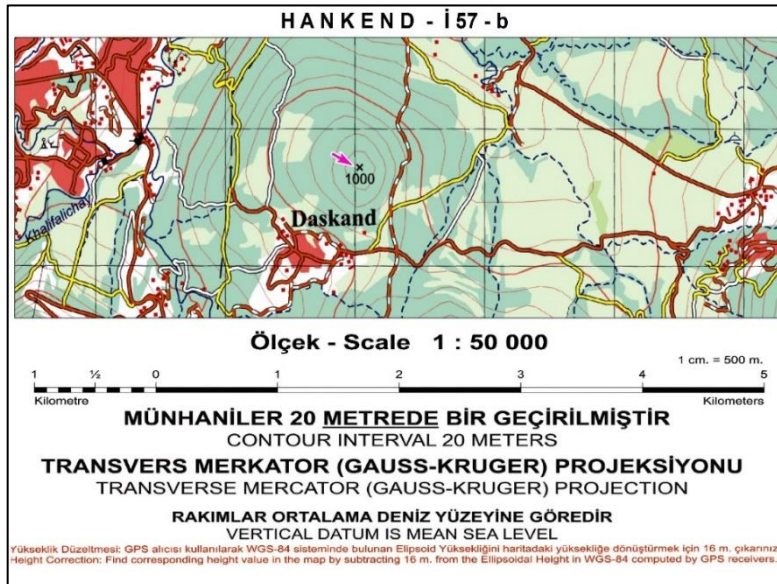 HANKEND - İ 57 - b
1000
Daskand
Khalifalichay
Ölçek - Scale 1 : 50 000
1 cm. = 500 m.
1 ½ 0 1 2 3 4 5
Kilometre Kilometers
MÜNHANİLER 20 METREDE BİR GEÇİRİLMİŞTİR
CONTOUR INTERVAL 20 METERS
TRANSVERS MERKATOR (GAUSS-KRUGER) PROJEKSİYONU
TRANSVERSE MERCATOR (GAUSS-KRUGER) PROJECTION
RAKIMLAR ORTALAMA DENİZ YÜZEYİNE GÖREDİR
VERTICAL DATUM IS MEAN SEA LEVEL
Yükseklik Düzeltmesi: GPS alıcısı kullanılarak WGS-84 sisteminde bulunan Elipsoid Yüksekliğini haritadaki yüksekliğe dönüştürmek için 16 m. çıkarınız
Height Correction: Find corresponding height value in the map by subtracting 16 m. from the Ellipsoidal Height in WGS-84 computed by GPS receivers.